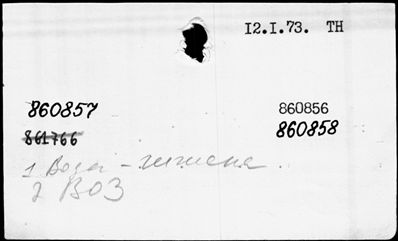 12.I.73. TH
860857 860856
861766 860858
1 Вода - гигиена.
2 ВОЗ